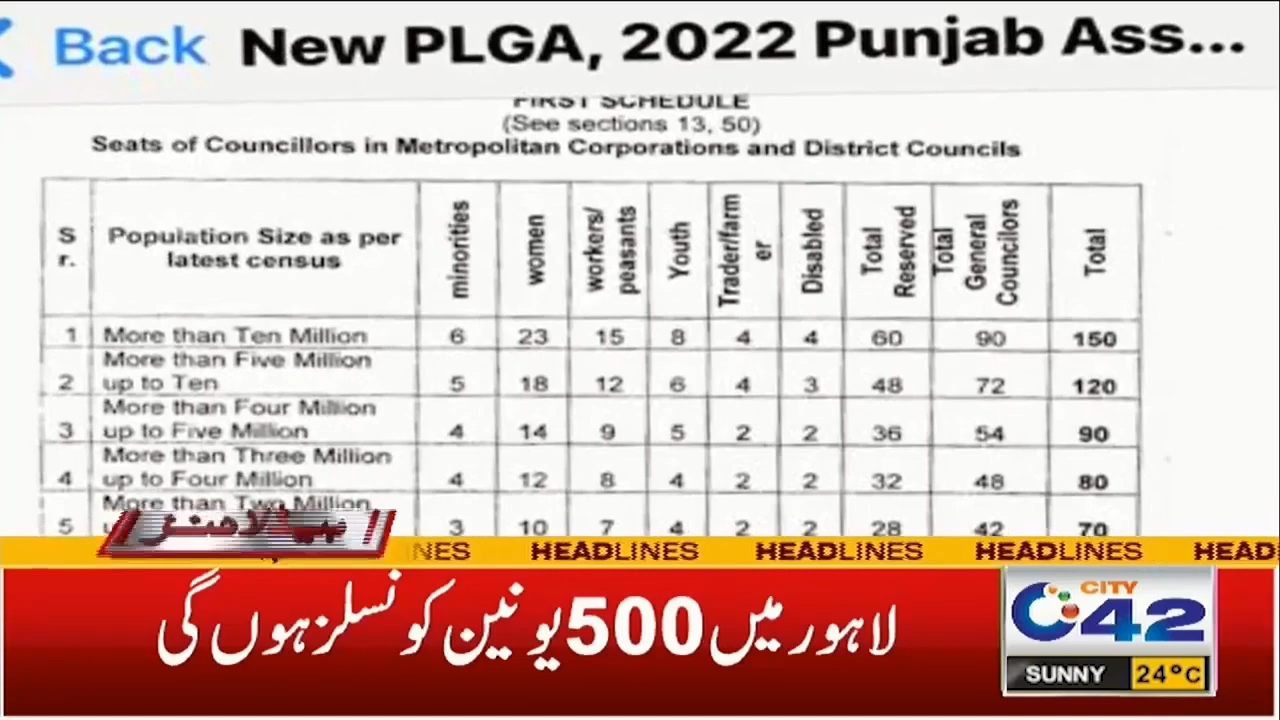 Back New PLGA, 2022 Punjab Ass...
FIRST SCHEDULE
(See sections 13, 50)
Seats of Councillors in Metropolitan Corporations and District Councils
Sr. Population Size as per latest census minorities women workers/peasants Youth Trader/farmer Disabled Total Reserved Total General Councilors Total
1 More than Ten Million 6 23 15 8 4 4 60 90 150
2 More than Five Million up to Ten 5 18 12 6 4 3 48 72 120
3 More than Four Million up to Five Million 4 14 9 5 2 2 36 54 90
4 More than Three Million up to Four Million 4 12 8 4 2 2 32 48 80
5 More than Two Million 3 10 7 4 2 2 28 42 70
ہیڈلائنز
NES HEADLINES HEADLINES HEADLINES HEAD
لاہور میں 500 یونین کونسلز ہوں گی
CITY
42
SUNNY 24°C